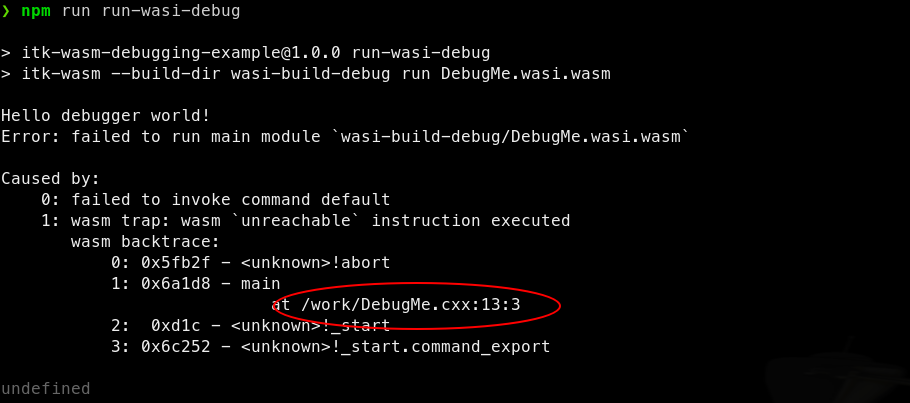 ❯ npm run run-wasi-debug
> itk-wasm-debugging-example@1.0.0 run-wasi-debug
> itk-wasm --build-dir wasi-build-debug run DebugMe.wasi.wasm
Hello debugger world!
Error: failed to run main module `wasi-build-debug/DebugMe.wasi.wasm`
Caused by:
0: failed to invoke command default
1: wasm trap: wasm `unreachable` instruction executed
wasm backtrace:
0: 0x5fb2f - <unknown>!abort
1: 0x6a1d8 - main
at /work/DebugMe.cxx:13:3
2: 0xd1c - <unknown>!_start
3: 0x6c252 - <unknown>!_start.command_export
undefined